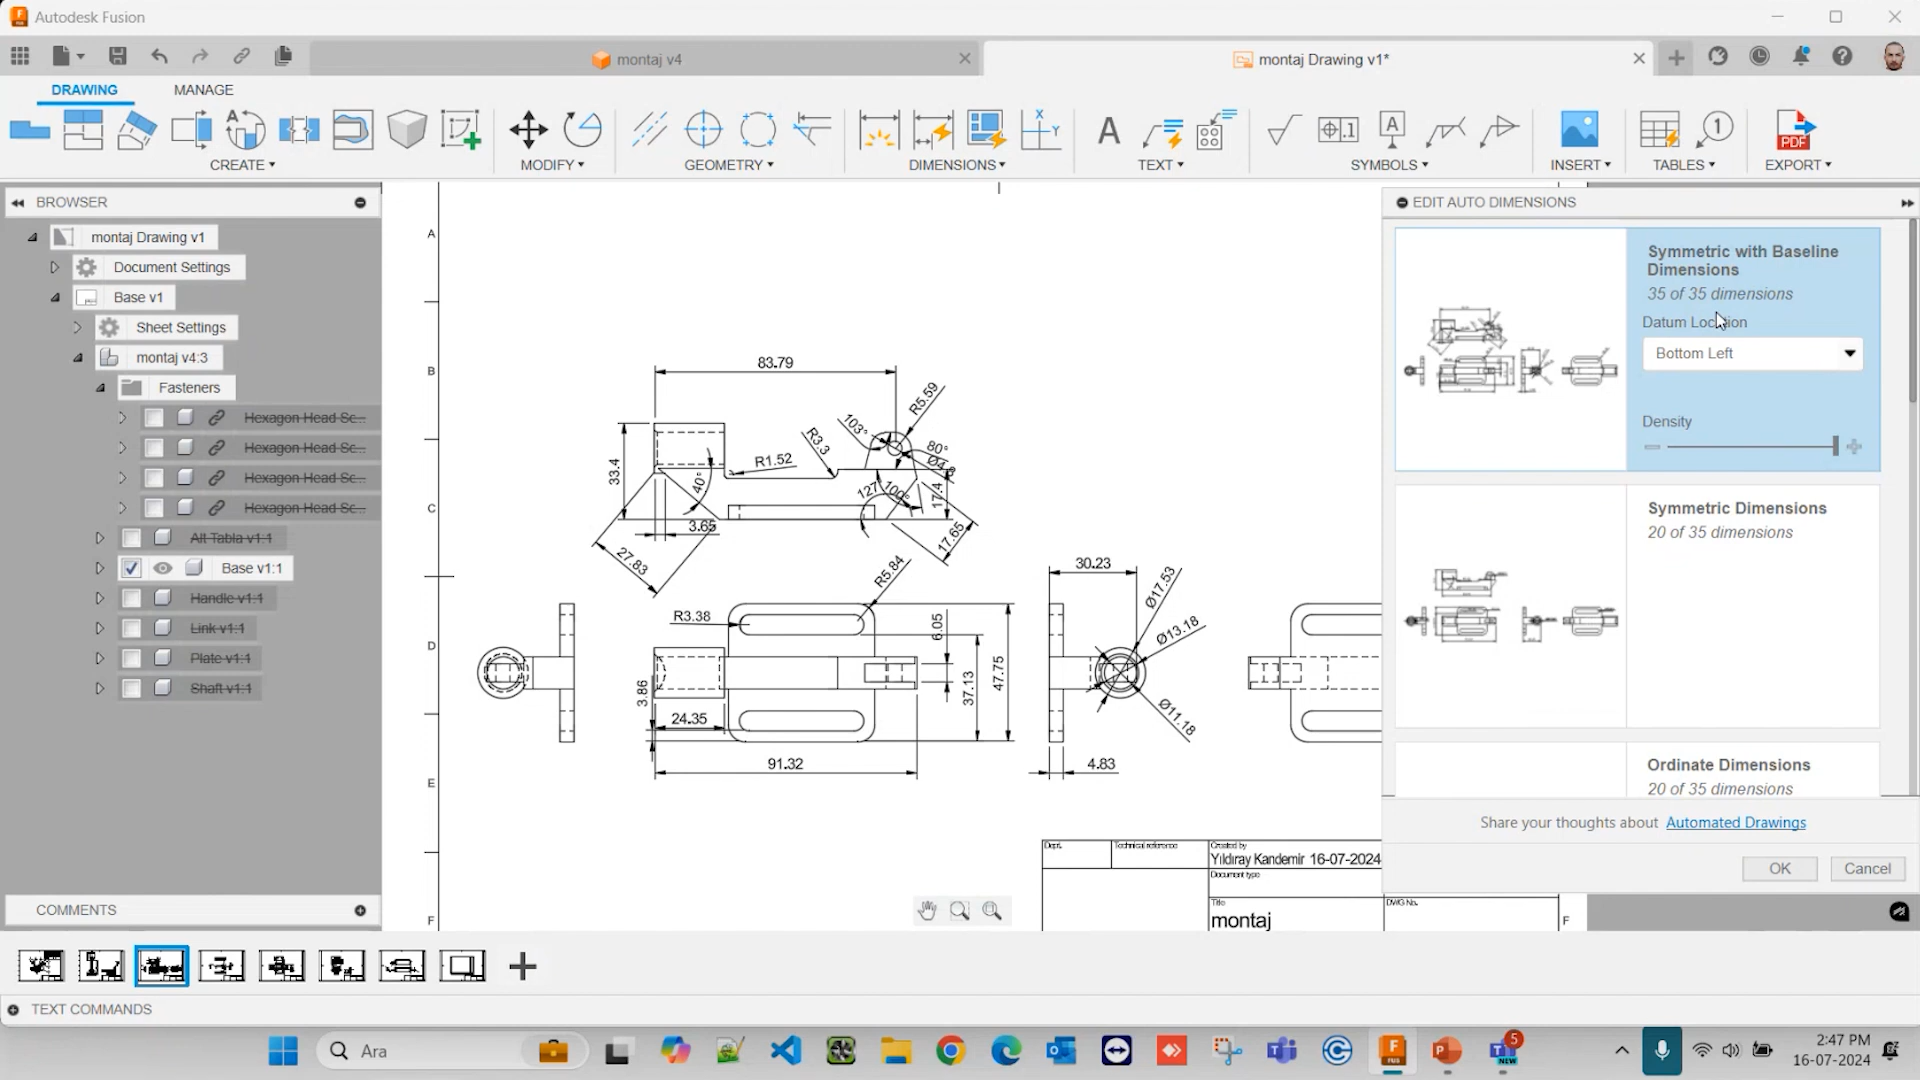 Autodesk Fusion
montaj v4
montaj Drawing v1*
DRAWING
MANAGE
CREATE
MODIFY
GEOMETRY
DIMENSIONS
TEXT
SYMBOLS
INSERT
TABLES
EXPORT
BROWSER
montaj Drawing v1
Document Settings
Base v1
Sheet Settings
montaj v4:3
Fasteners
Hexagon Head Sc...
Hexagon Head Sc...
Hexagon Head Sc...
Hexagon Head Sc...
Alt Tabla v1:1
Base v1:1
Handle v1:1
Link v1:1
Plate v1:1
Shaft v1:1
COMMENTS
A
B
C
D
E
F
83.79
33.4
R1.52
R3.3
103°
R5.59
80°
Ø4.8
40°
127°
100°
17.4
3.65
27.83
17.65
R5.84
R3.38
6.05
37.13
47.75
3.86
24.35
91.32
30.23
Ø17.53
Ø13.18
Ø11.18
4.83
Dept.
Technical reference
Created by
Yıldıray Kandemir 16-07-2024
Document type
Title
montaj
DWG No.
F
EDIT AUTO DIMENSIONS
Symmetric with Baseline
Dimensions
35 of 35 dimensions
Datum Location
Bottom Left
Density
Symmetric Dimensions
20 of 35 dimensions
Ordinate Dimensions
20 of 35 dimensions
Share your thoughts about Automated Drawings
OK
Cancel
TEXT COMMANDS
Ara
5
NEW
2:47 PM
16-07-2024